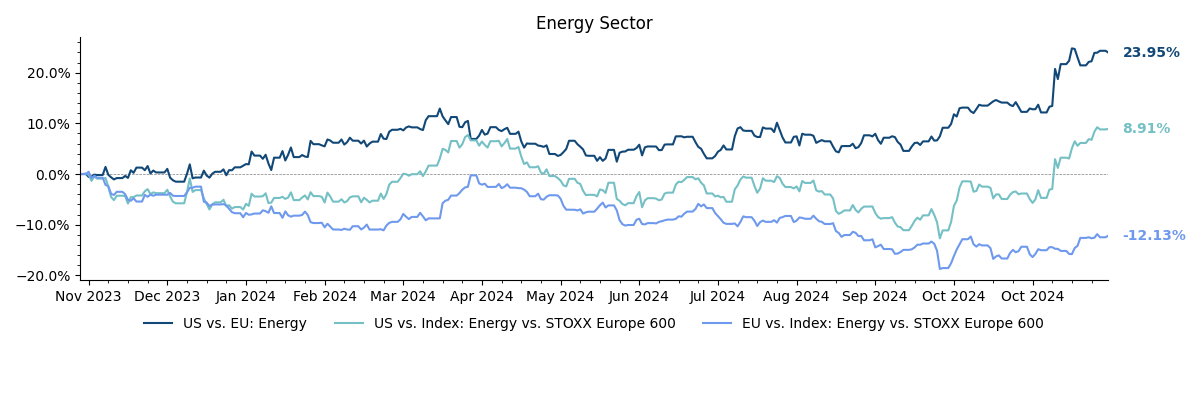 Energy Sector
20.0%
10.0%
0.0%
−10.0%
−20.0%
23.95%
8.91%
-12.13%
Nov 2023 Dec 2023 Jan 2024 Feb 2024 Mar 2024 Apr 2024 May 2024 Jun 2024 Jul 2024 Aug 2024 Sep 2024 Oct 2024 Oct 2024
US vs. EU: Energy US vs. Index: Energy vs. STOXX Europe 600 EU vs. Index: Energy vs. STOXX Europe 600